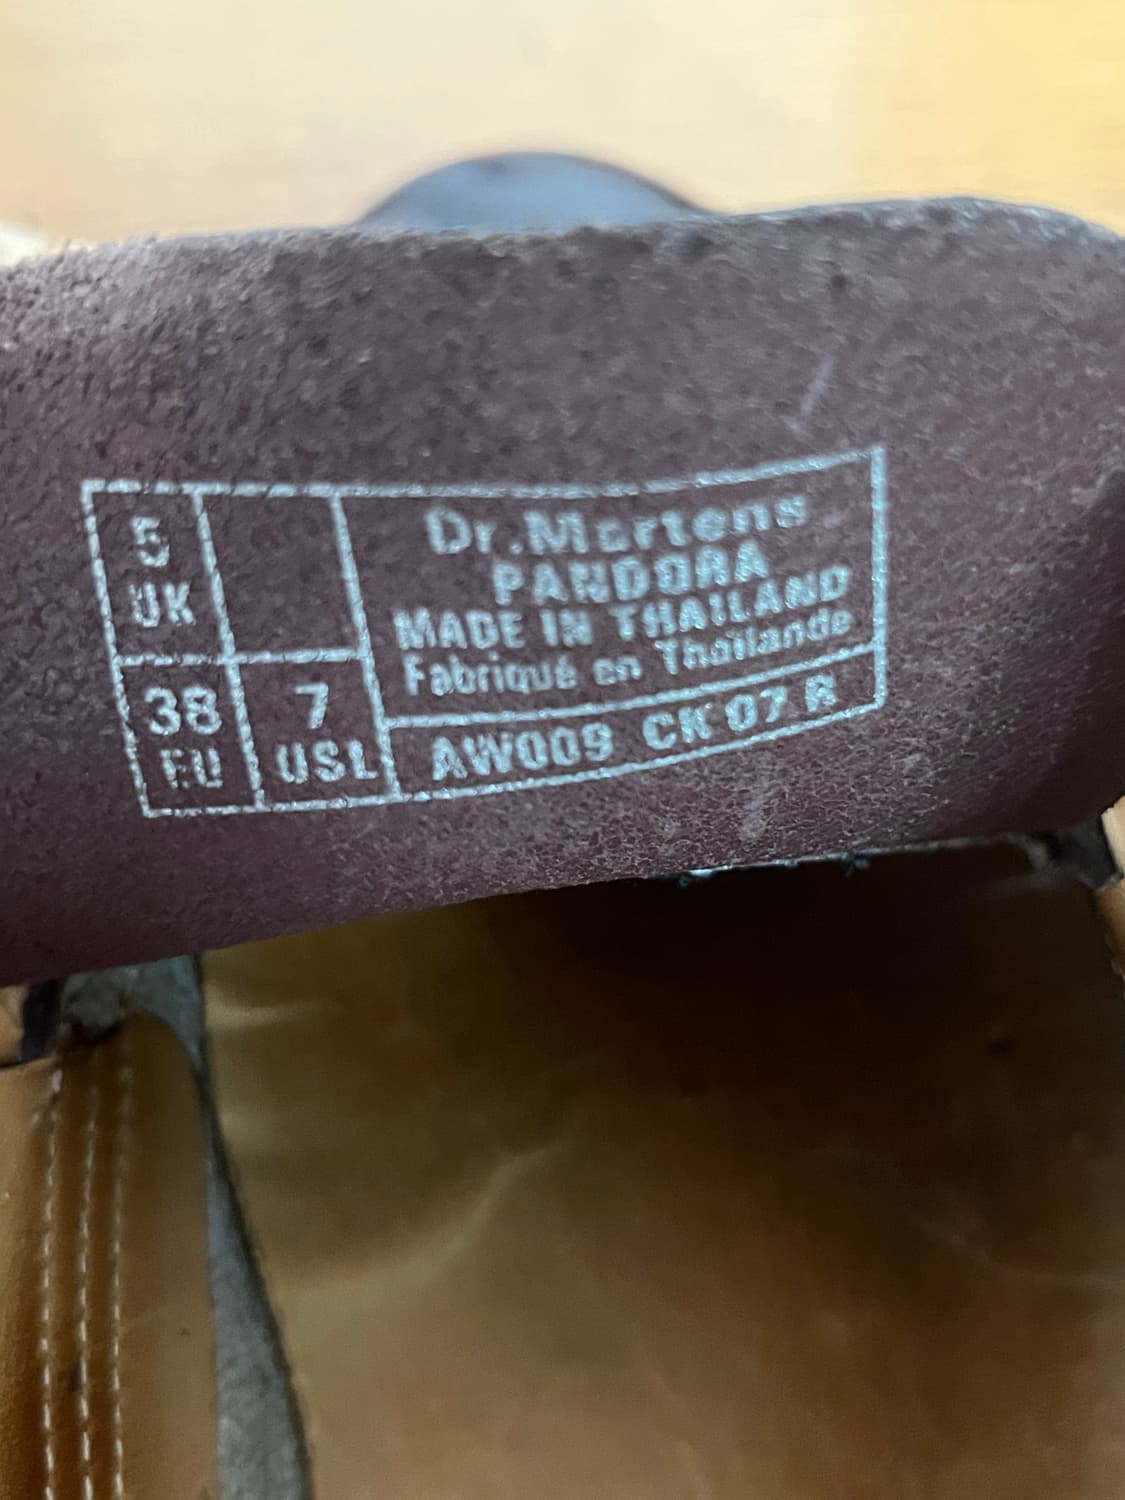 5
UK
38
EU
7
USL
Dr.Martens
PANDORA
MADE IN THAILAND
Fabriqué en Thaïlande
AW009 CK 07 R